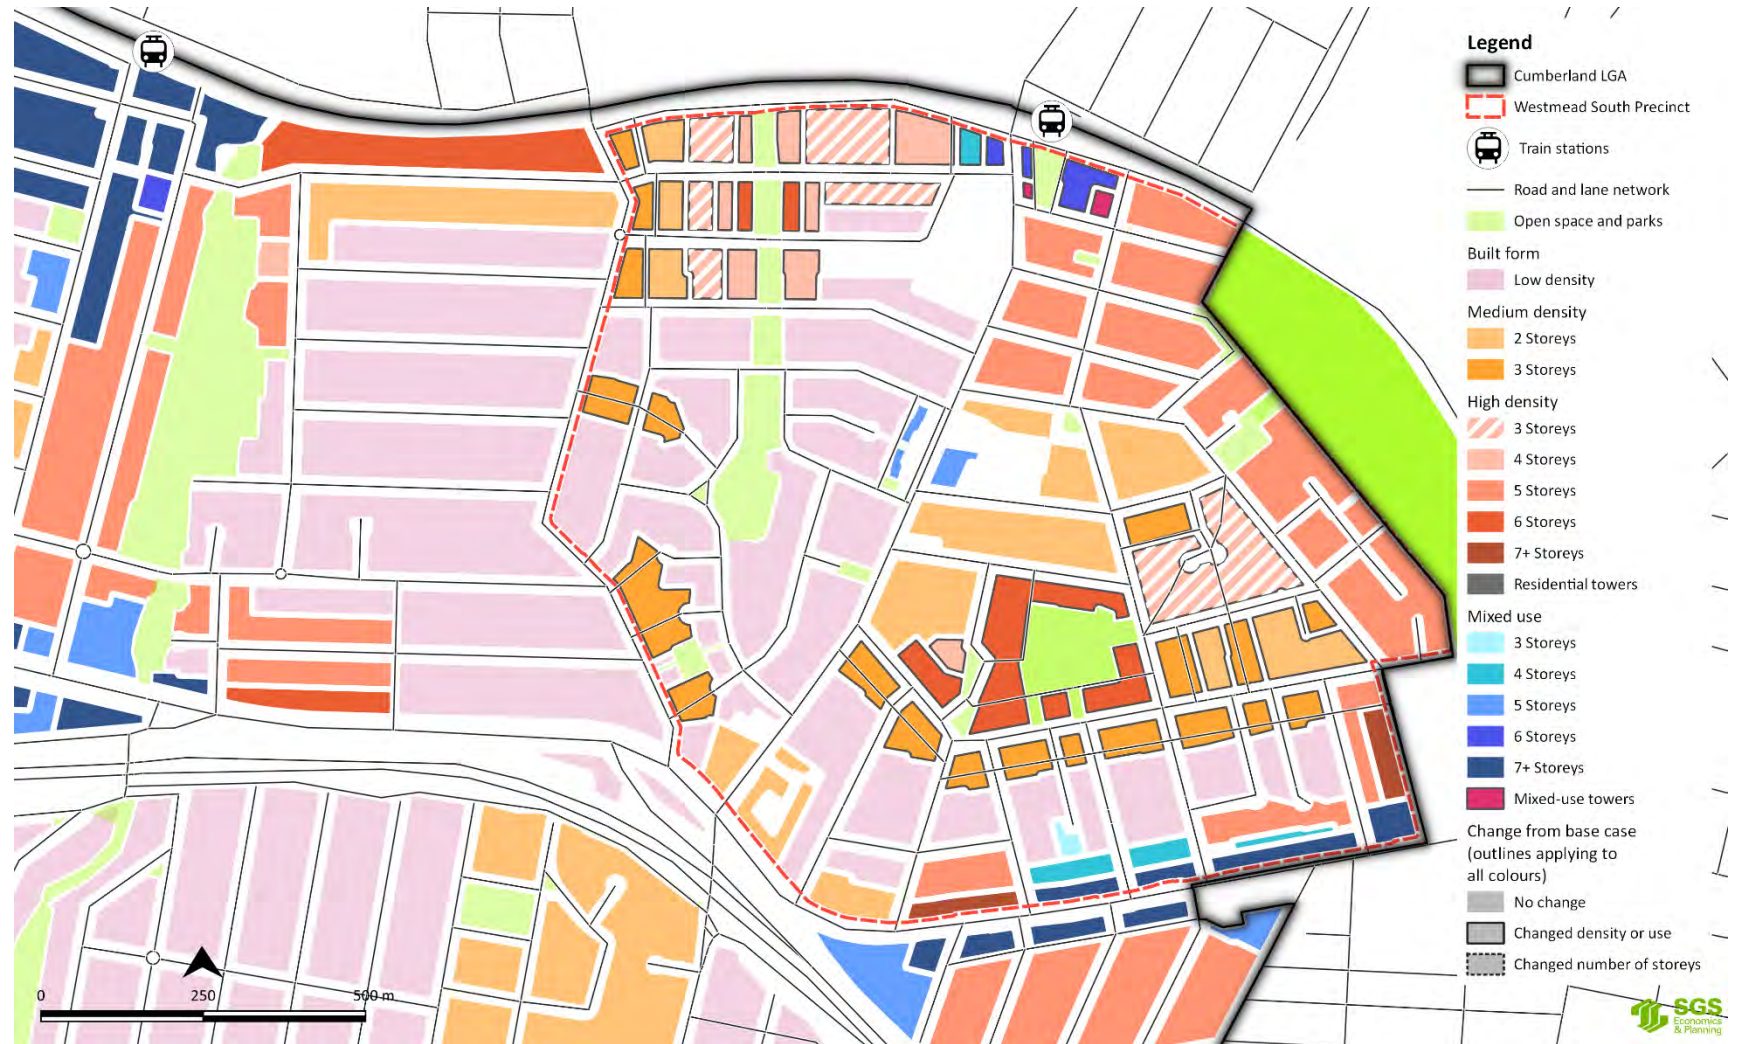 Legend
Cumberland LGA
Westmead South Precinct
Train stations
Road and lane network
Open space and parks
Built form
Low density
Medium density
2 Storeys
3 Storeys
High density
3 Storeys
4 Storeys
5 Storeys
6 Storeys
7+ Storeys
Residential towers
Mixed use
3 Storeys
4 Storeys
5 Storeys
6 Storeys
7+ Storeys
Mixed-use towers
Change from base case
(outlines applying to
all colours)
No change
Changed density or use
Changed number of storeys
0 250 500 m
SGS
Economics
& Planning